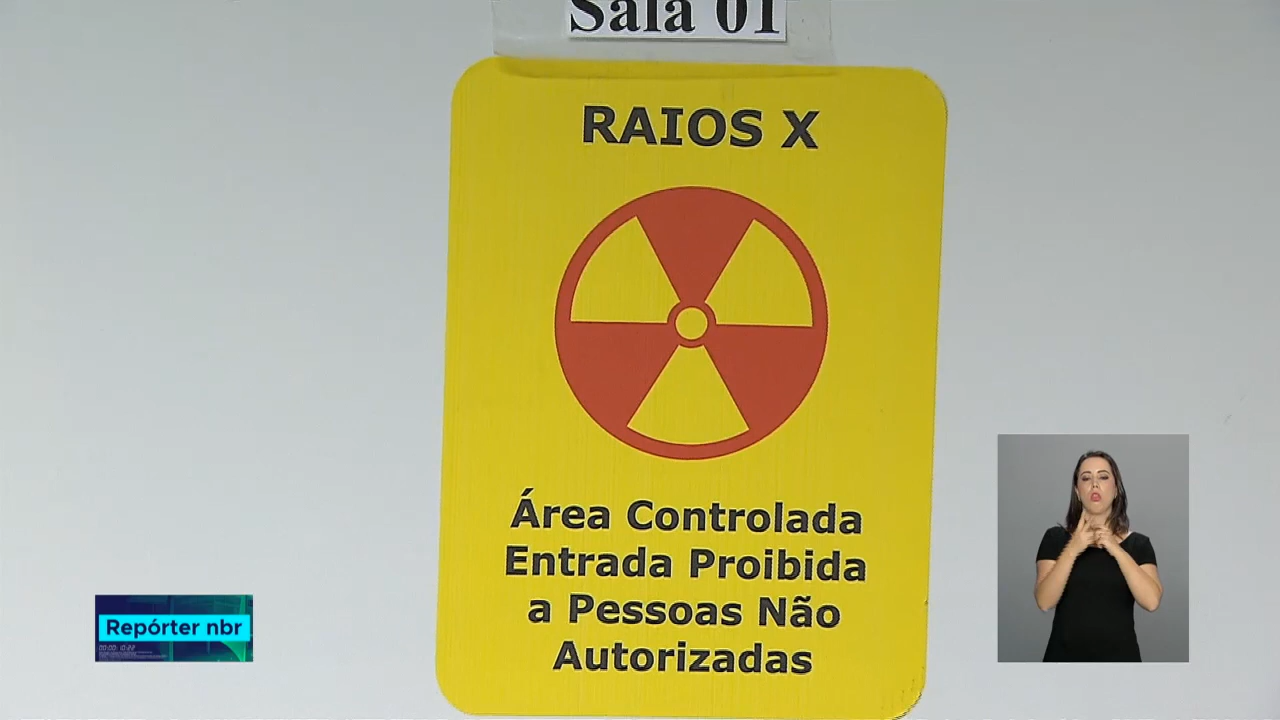 Sala 01
RAIOS X
Área Controlada
Entrada Proibida
a Pessoas Não
Autorizadas
Repórter nbr